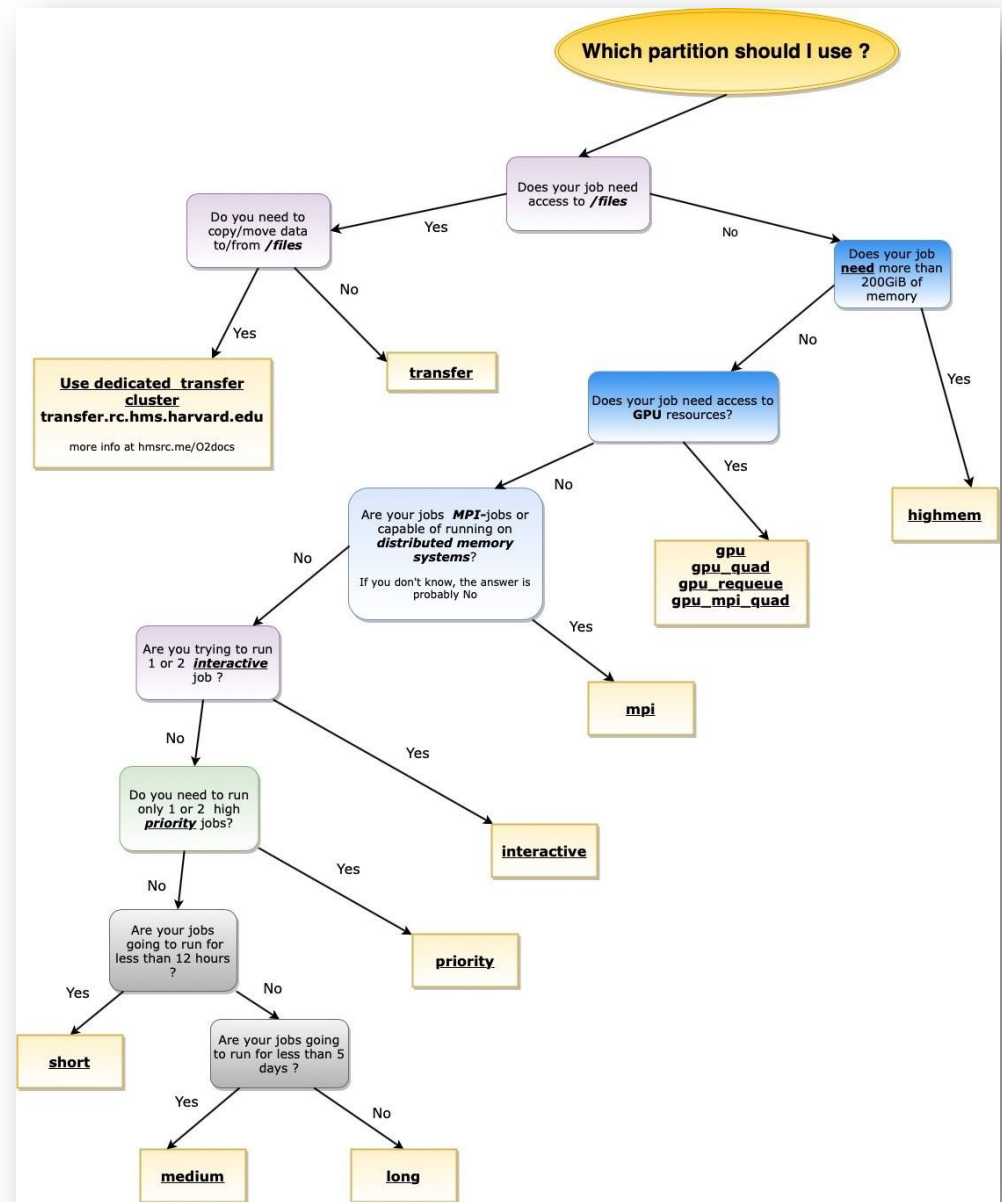 Which partition should I use ?
Does your job need
access to /files
Yes
No
Do you need to
copy/move data
to/from /files
Yes
No
Use dedicated transfer
cluster
transfer.rc.hms.harvard.edu
more info at hmsrc.me/O2docs
transfer
Does your job
need more than
200GiB of
memory
No
Yes
highmem
Does your job need access to
GPU resources?
No
Yes
gpu
gpu_quad
gpu_requeue
gpu_mpi_quad
Are your jobs MPI-jobs or
capable of running on
distributed memory
systems?
If you don't know, the answer is
probably No
No
Yes
mpi
Are you trying to run
1 or 2 interactive
job ?
No
Yes
interactive
Do you need to run
only 1 or 2 high
priority jobs?
No
Yes
priority
Are your jobs
going to run for
less than 12 hours
?
Yes
No
short
Are your jobs going
to run for less than 5
days ?
Yes
No
medium
long